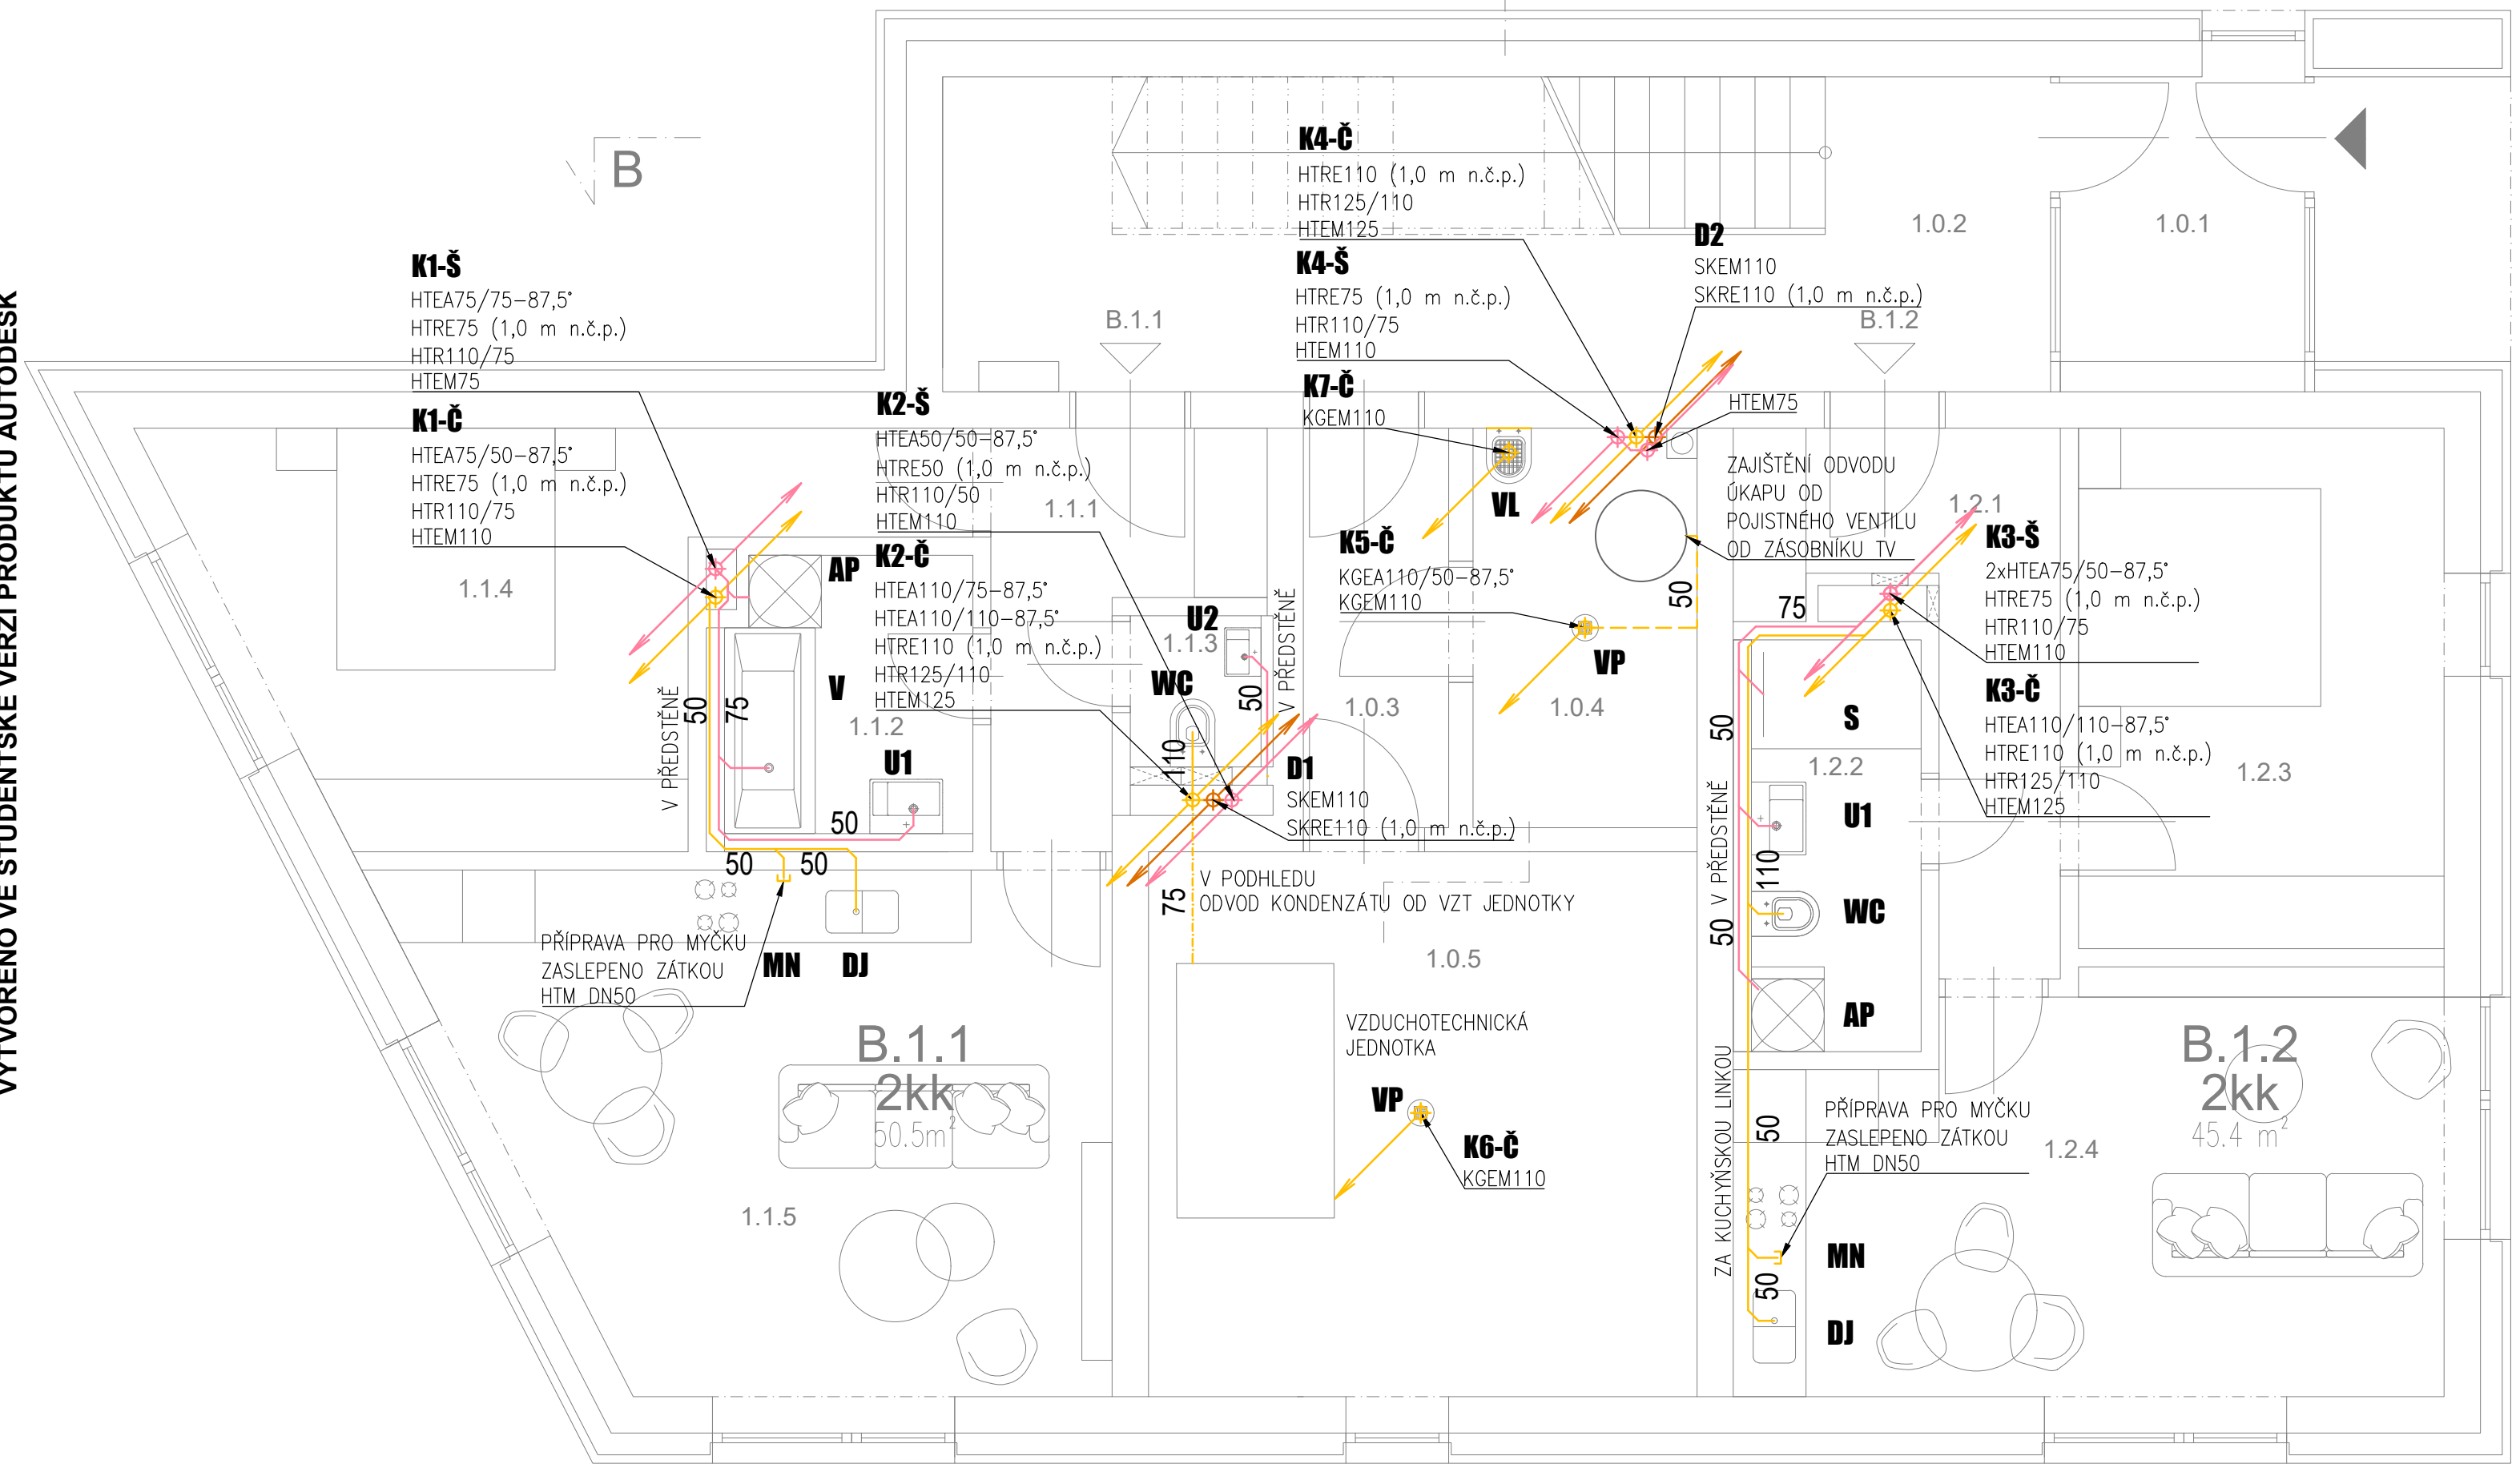 VYTVOŘENO VE STUDENTSKÉ VERZI PRODUKTU AUTODESK
B
K4-Č
HTRE110 (1,0 m n.č.p.)
HTR125/110
HTEM125
1.0.2
1.0.1
D2
SKEM110
SKRE110 (1,0 m n.č.p.)
K4-Š
HTRE75 (1,0 m n.č.p.)
HTR110/75
HTEM110
K1-Š
HTEA75/75-87,5°
HTRE75 (1,0 m n.č.p.)
HTR110/75
HTEM75
B.1.1
B.1.2
K7-Č
KGEM110
HTEM75
K1-Č
HTEA75/50-87,5°
HTRE75 (1,0 m n.č.p.)
HTR110/75
HTEM110
K2-Š
HTEA50/50-87,5°
HTRE50 (1,0 m n.č.p.)
HTR110/50
HTEM110
1.1.1
VL
ZAJIŠTĚNÍ ODVODU
ÚKAPU OD
POJISTNÉHO VENTILU
OD ZÁSOBNÍKU TV
1.2.1
K2-Č
HTEA110/75-87,5°
HTEA110/110-87,5°
HTRE110 (1,0 m n.č.p.)
HTR125/110
HTEM125
K5-Č
KGEA110/50-87,5°
KGEM110
K3-Š
2xHTEA75/50-87,5°
HTRE75 (1,0 m n.č.p.)
HTR110/75
HTEM110
1.1.4
AP
V
1.1.2
U1
50
75
V PŘEDSTĚNĚ
50
50
50
U2
1.1.3
WC
50
V PŘEDSTĚNĚ
110
1.0.3
VP
1.0.4
50
75
K3-Č
HTEA110/110-87,5°
HTRE110 (1,0 m n.č.p.)
HTR125/110
HTEM125
S
1.2.2
1.2.3
50
V PŘEDSTĚNĚ
U1
110
WC
50
AP
D1
SKEM110
SKRE110 (1,0 m n.č.p.)
75
V PODHLEDU
ODVOD KONDENZÁTU OD VZT JEDNOTKY
1.0.5
PŘÍPRAVA PRO MYČKU
ZASLEPENO ZÁTKOU
HTM DN50
MN
DJ
VZDUCHOTECHNICKÁ
JEDNOTKA
VP
K6-Č
KGEM110
B.1.1
2kk
50.5m²
1.1.5
ZA KUCHYŇSKOU LINKOU
50
PŘÍPRAVA PRO MYČKU
ZASLEPENO ZÁTKOU
HTM DN50
MN
50
DJ
B.1.2
2kk
45.4 m²
1.2.4